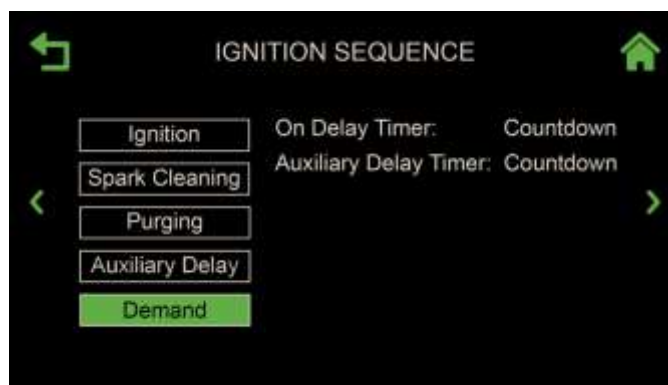 IGNITION SEQUENCE
Ignition
Spark Cleaning
Purging
Auxiliary Delay
Demand
On Delay Timer: Countdown
Auxiliary Delay Timer: Countdown